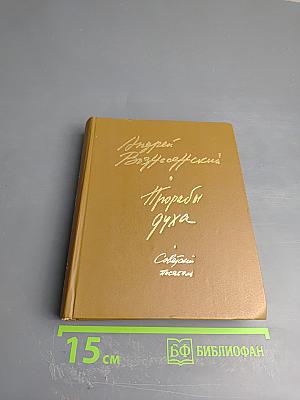 Андрей
Вознесенский
Прорабы
духа
Советский
писатель
15 см
БФ БИБЛИОФАН